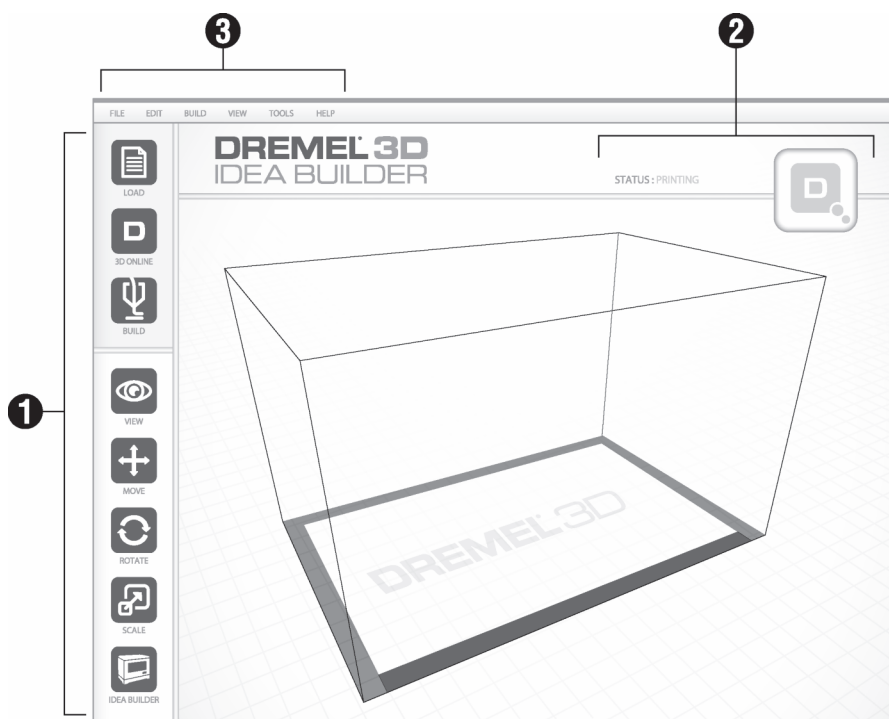 3
2
FILE EDIT BUILD VIEW TOOLS HELP
DREMEL 3D
IDEA BUILDER
STATUS : PRINTING
D
LOAD
D
3D ONLINE
BUILD
1
VIEW
MOVE
ROTATE
SCALE
IDEA BUILDER
DREMEL 3D